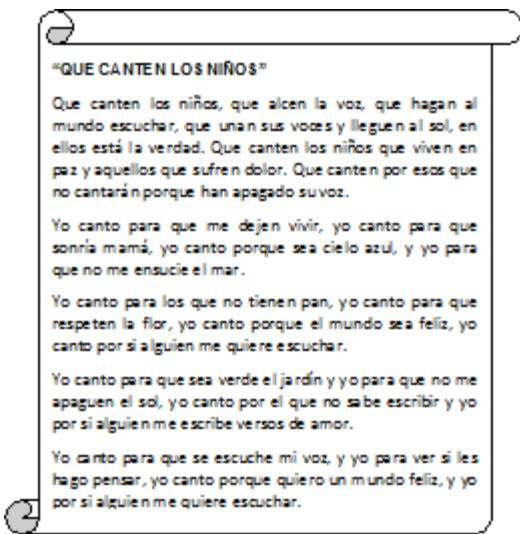 “QUE CANTEN LOS NIÑOS”
Que canten los niños, que alcen la voz, que hagan al
mundo escuchar, que unan sus voces y lleguen al sol, en
ellos está la verdad. Que canten los niños que viven en
paz y aquellos que sufren dolor. Que canten por esos que
no cantarán porque han apagado su voz.
Yo canto para que me dejen vivir, yo canto para que
sonría mamá, yo canto porque sea cielo azul, y yo para
que no me ensucie el mar.
Yo canto para los que no tienen pan, yo canto para que
respeten la flor, yo canto porque el mundo sea feliz, yo
canto por si alguien me quiere escuchar.
Yo canto para que sea verde el jardín y yo para que no me
apaguen el sol, yo canto por el que no sabe escribir y yo
por si alguien me escribe versos de amor.
Yo canto para que se escuche mi voz, y yo para ver si les
hago pensar, yo canto porque quiero un mundo feliz, y yo
por si alguien me quiere escuchar.